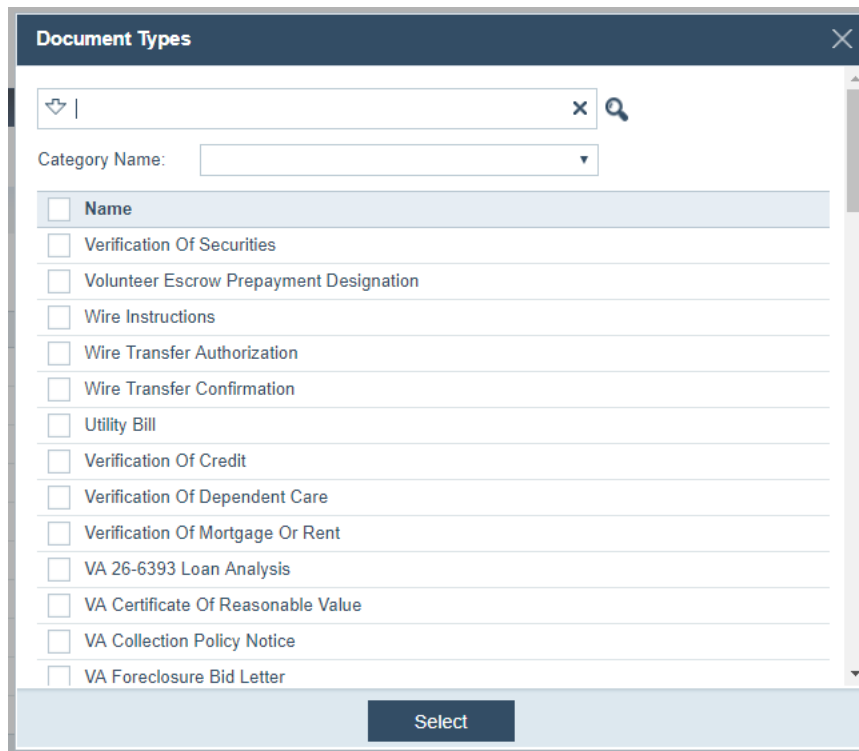 Document Types
Category Name:
Name
Verification Of Securities
Volunteer Escrow Prepayment Designation
Wire Instructions
Wire Transfer Authorization
Wire Transfer Confirmation
Utility Bill
Verification Of Credit
Verification Of Dependent Care
Verification Of Mortgage Or Rent
VA 26-6393 Loan Analysis
VA Certificate Of Reasonable Value
VA Collection Policy Notice
VA Foreclosure Bid Letter
Select